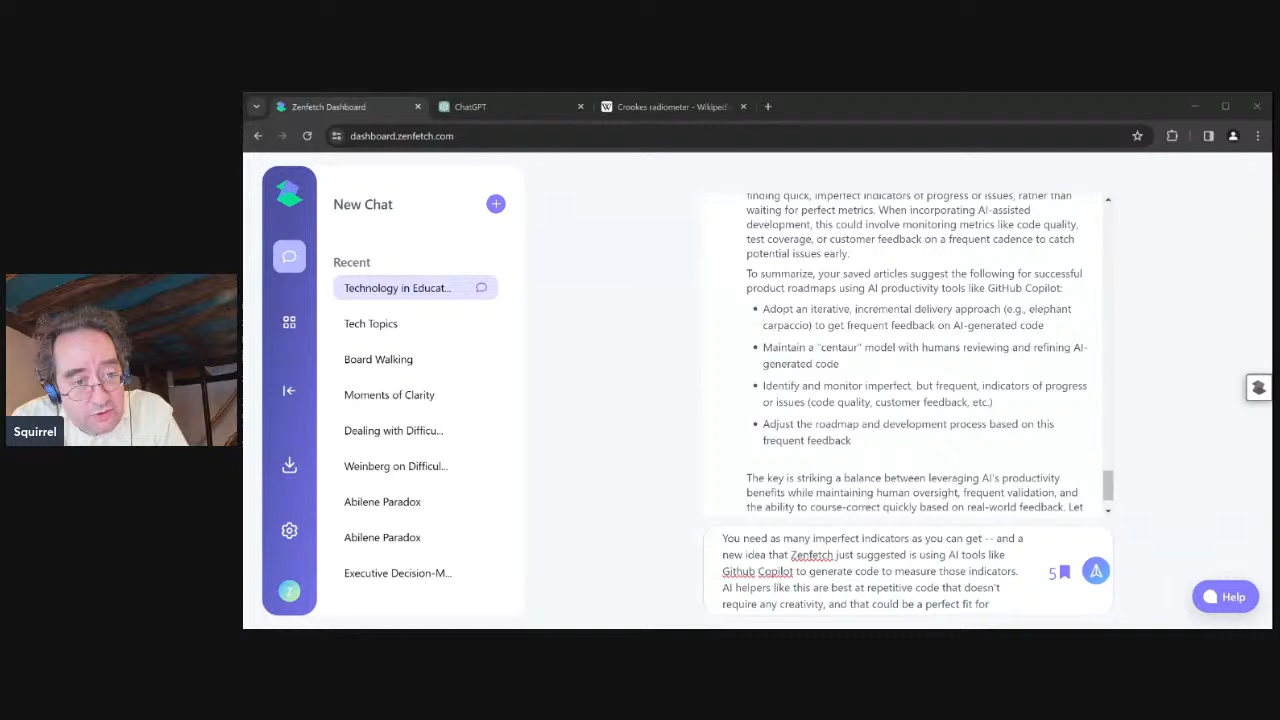 Zenfetch Dashboard
ChatGPT
Crookes radiometer - Wikiped
dashboard.zenfetch.com
New Chat
Recent
Technology in Educat...
Tech Topics
Board Walking
Moments of Clarity
Dealing with Difficu...
Weinberg on Difficul...
Abilene Paradox
Abilene Paradox
Executive Decision-M...
Z
Squirrel
finding quick, imperfect indicators of progress or issues, rather than
waiting for perfect metrics. When incorporating AI-assisted
development, this could involve monitoring metrics like code quality,
test coverage, or customer feedback on a frequent cadence to catch
potential issues early.
To summarize, your saved articles suggest the following for successful
product roadmaps using AI productivity tools like GitHub Copilot:
• Adopt an iterative, incremental delivery approach (e.g., elephant
carpaccio) to get frequent feedback on AI-generated code
• Maintain a "centaur" model with humans reviewing and refining AI-
generated code
• Identify and monitor imperfect, but frequent, indicators of progress
or issues (code quality, customer feedback, etc.)
• Adjust the roadmap and development process based on this
frequent feedback
The key is striking a balance between leveraging AI's productivity
benefits while maintaining human oversight, frequent validation, and
the ability to course-correct quickly based on real-world feedback. Let
You need as many imperfect indicators as you can get -- and a
new idea that Zenfetch just suggested is using AI tools like
Github Copilot to generate code to measure those indicators.
AI helpers like this are best at repetitive code that doesn't
require any creativity, and that could be a perfect fit for
5
Help